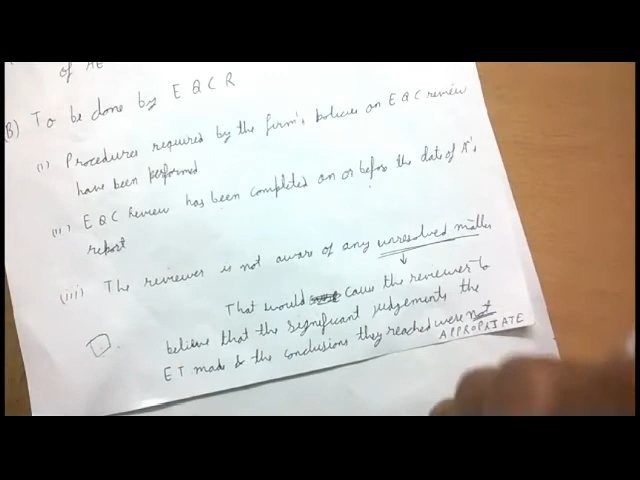 of AE
(B) To be done by EQCR
(i) Procedures required by the firm's policies on EQC review
have been performed
(ii) EQC Review has been completed on or before the date of A's
report
(iii) The reviewer is not aware of any unresolved matter
That would cause the reviewer to
believe that the significant judgements the
ET made & the conclusions they reached were not
APPROPRIATE